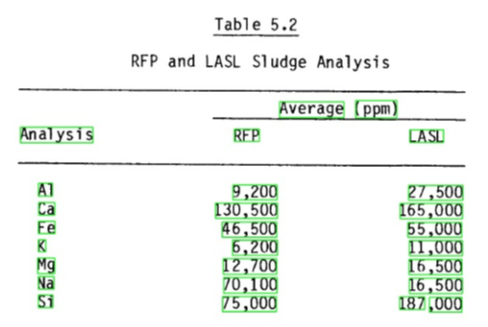 Table 5.2
RFP and LASL Sludge Analysis
Average (ppm)
Analysis RFP LASL
Al 9,200 27,500
Ca 130,500 165,000
Fe 46,500 55,000
K 6,200 11,000
Mg 12,700 16,500
Na 70,100 16,500
Si 75,000 187,000